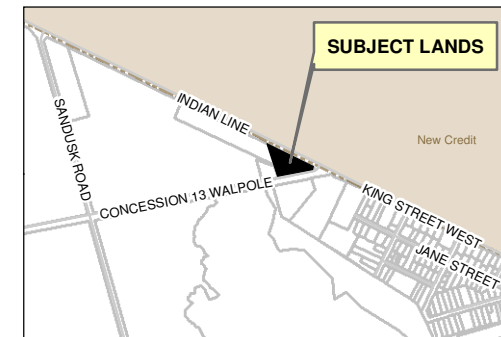 SUBJECT LANDS
INDIAN LINE
SANDUSK ROAD
New Credit
CONCESSION 13 WALPOLE
KING STREET WEST
JANE STREET